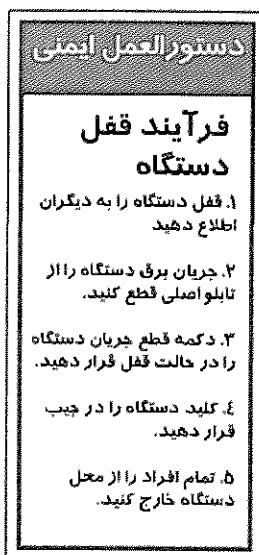 دستورالعمل ایمنی
فرآیند قفل
دستگاه
۱. قفل دستگاه را به دیگران
اطلاع دهید
۲. جریان برق دستگاه را از
تابلو اصلی قطع کنید.
۳. دکمه قطع جریان دستگاه
را در حالت قفل قرار دهید.
٤. کلید دستگاه را در جیب
قرار دهید.
۵. تمام افراد را از محل
دستگاه خارج کنید.